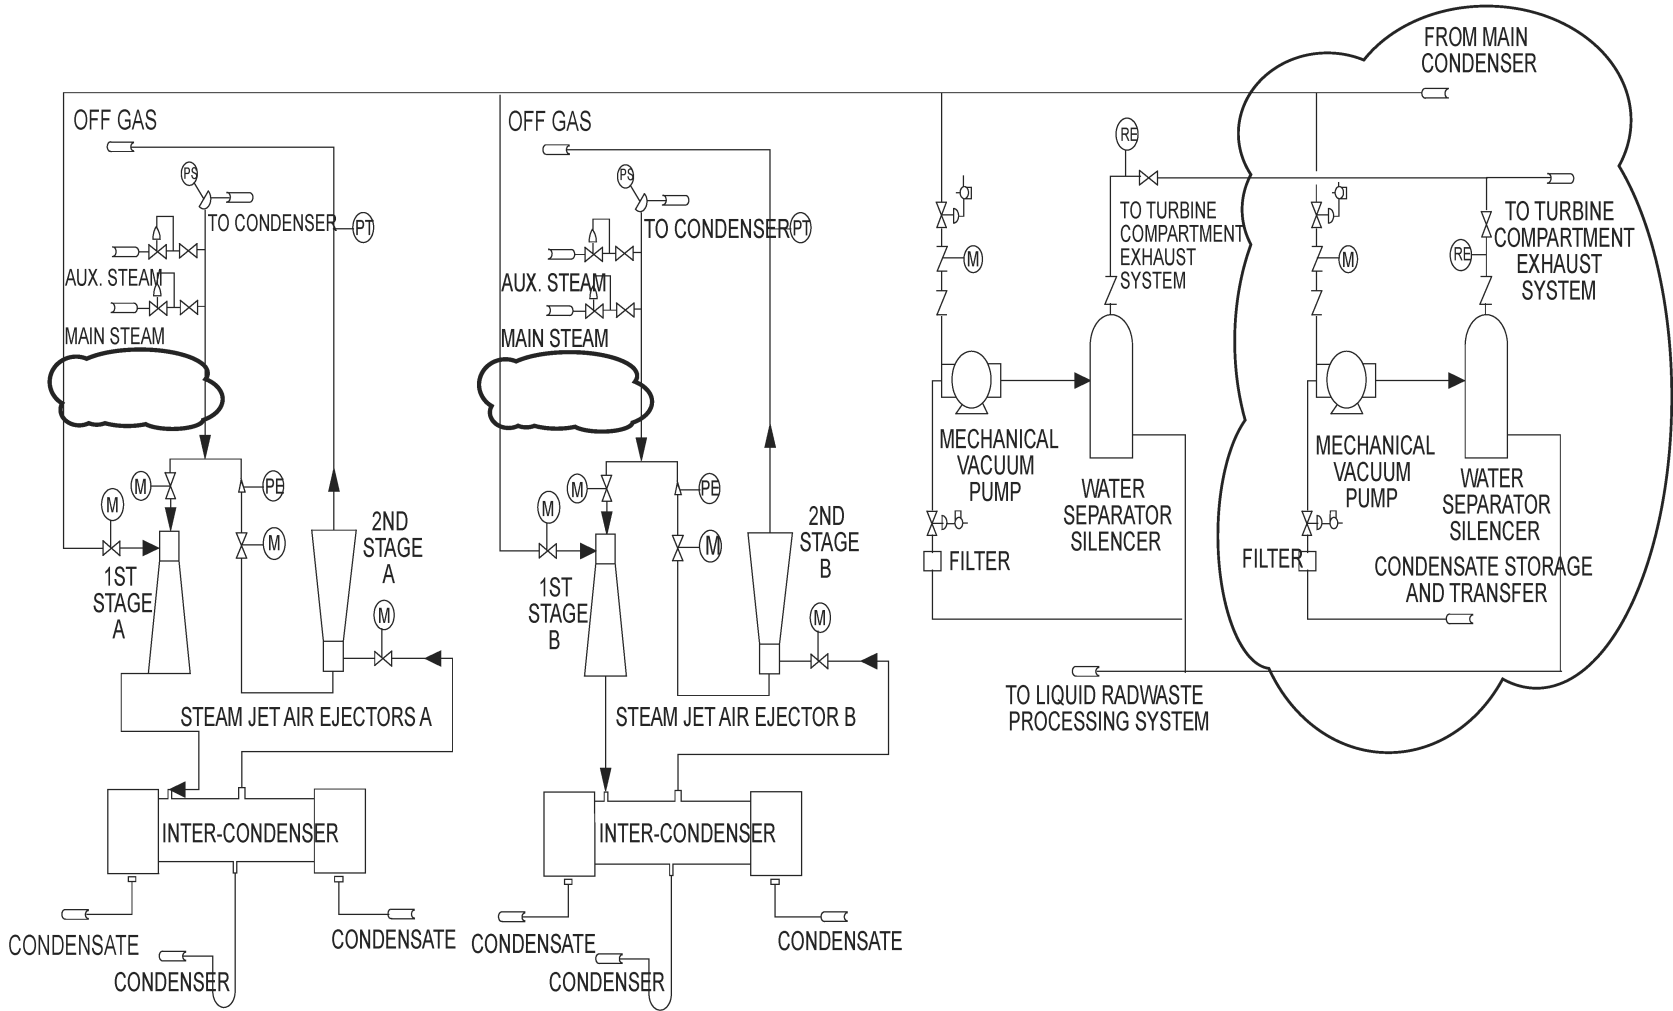 FROM MAIN
CONDENSER
OFF GAS
OFF GAS
RE
PS
PS
TO CONDENSER
PT
TO CONDENSER
PT
TO TURBINE
COMPARTMENT
EXHAUST
SYSTEM
TO TURBINE
COMPARTMENT
EXHAUST
SYSTEM
RE
M
M
AUX. STEAM
AUX. STEAM
MAIN STEAM
MAIN STEAM
MECHANICAL
VACUUM
PUMP
MECHANICAL
VACUUM
PUMP
WATER
SEPARATOR
SILENCER
WATER
SEPARATOR
SILENCER
M
PE
M
PE
M
M
M
M
2ND
STAGE
A
2ND
STAGE
B
1ST
STAGE
A
1ST
STAGE
B
FILTER
FILTER
CONDENSATE STORAGE
AND TRANSFER
M
M
TO LIQUID RADWASTE
PROCESSING SYSTEM
STEAM JET AIR EJECTORS A
STEAM JET AIR EJECTOR B
INTER-CONDENSER
INTER-CONDENSER
CONDENSATE
CONDENSATE
CONDENSATE
CONDENSATE
CONDENSER
CONDENSER